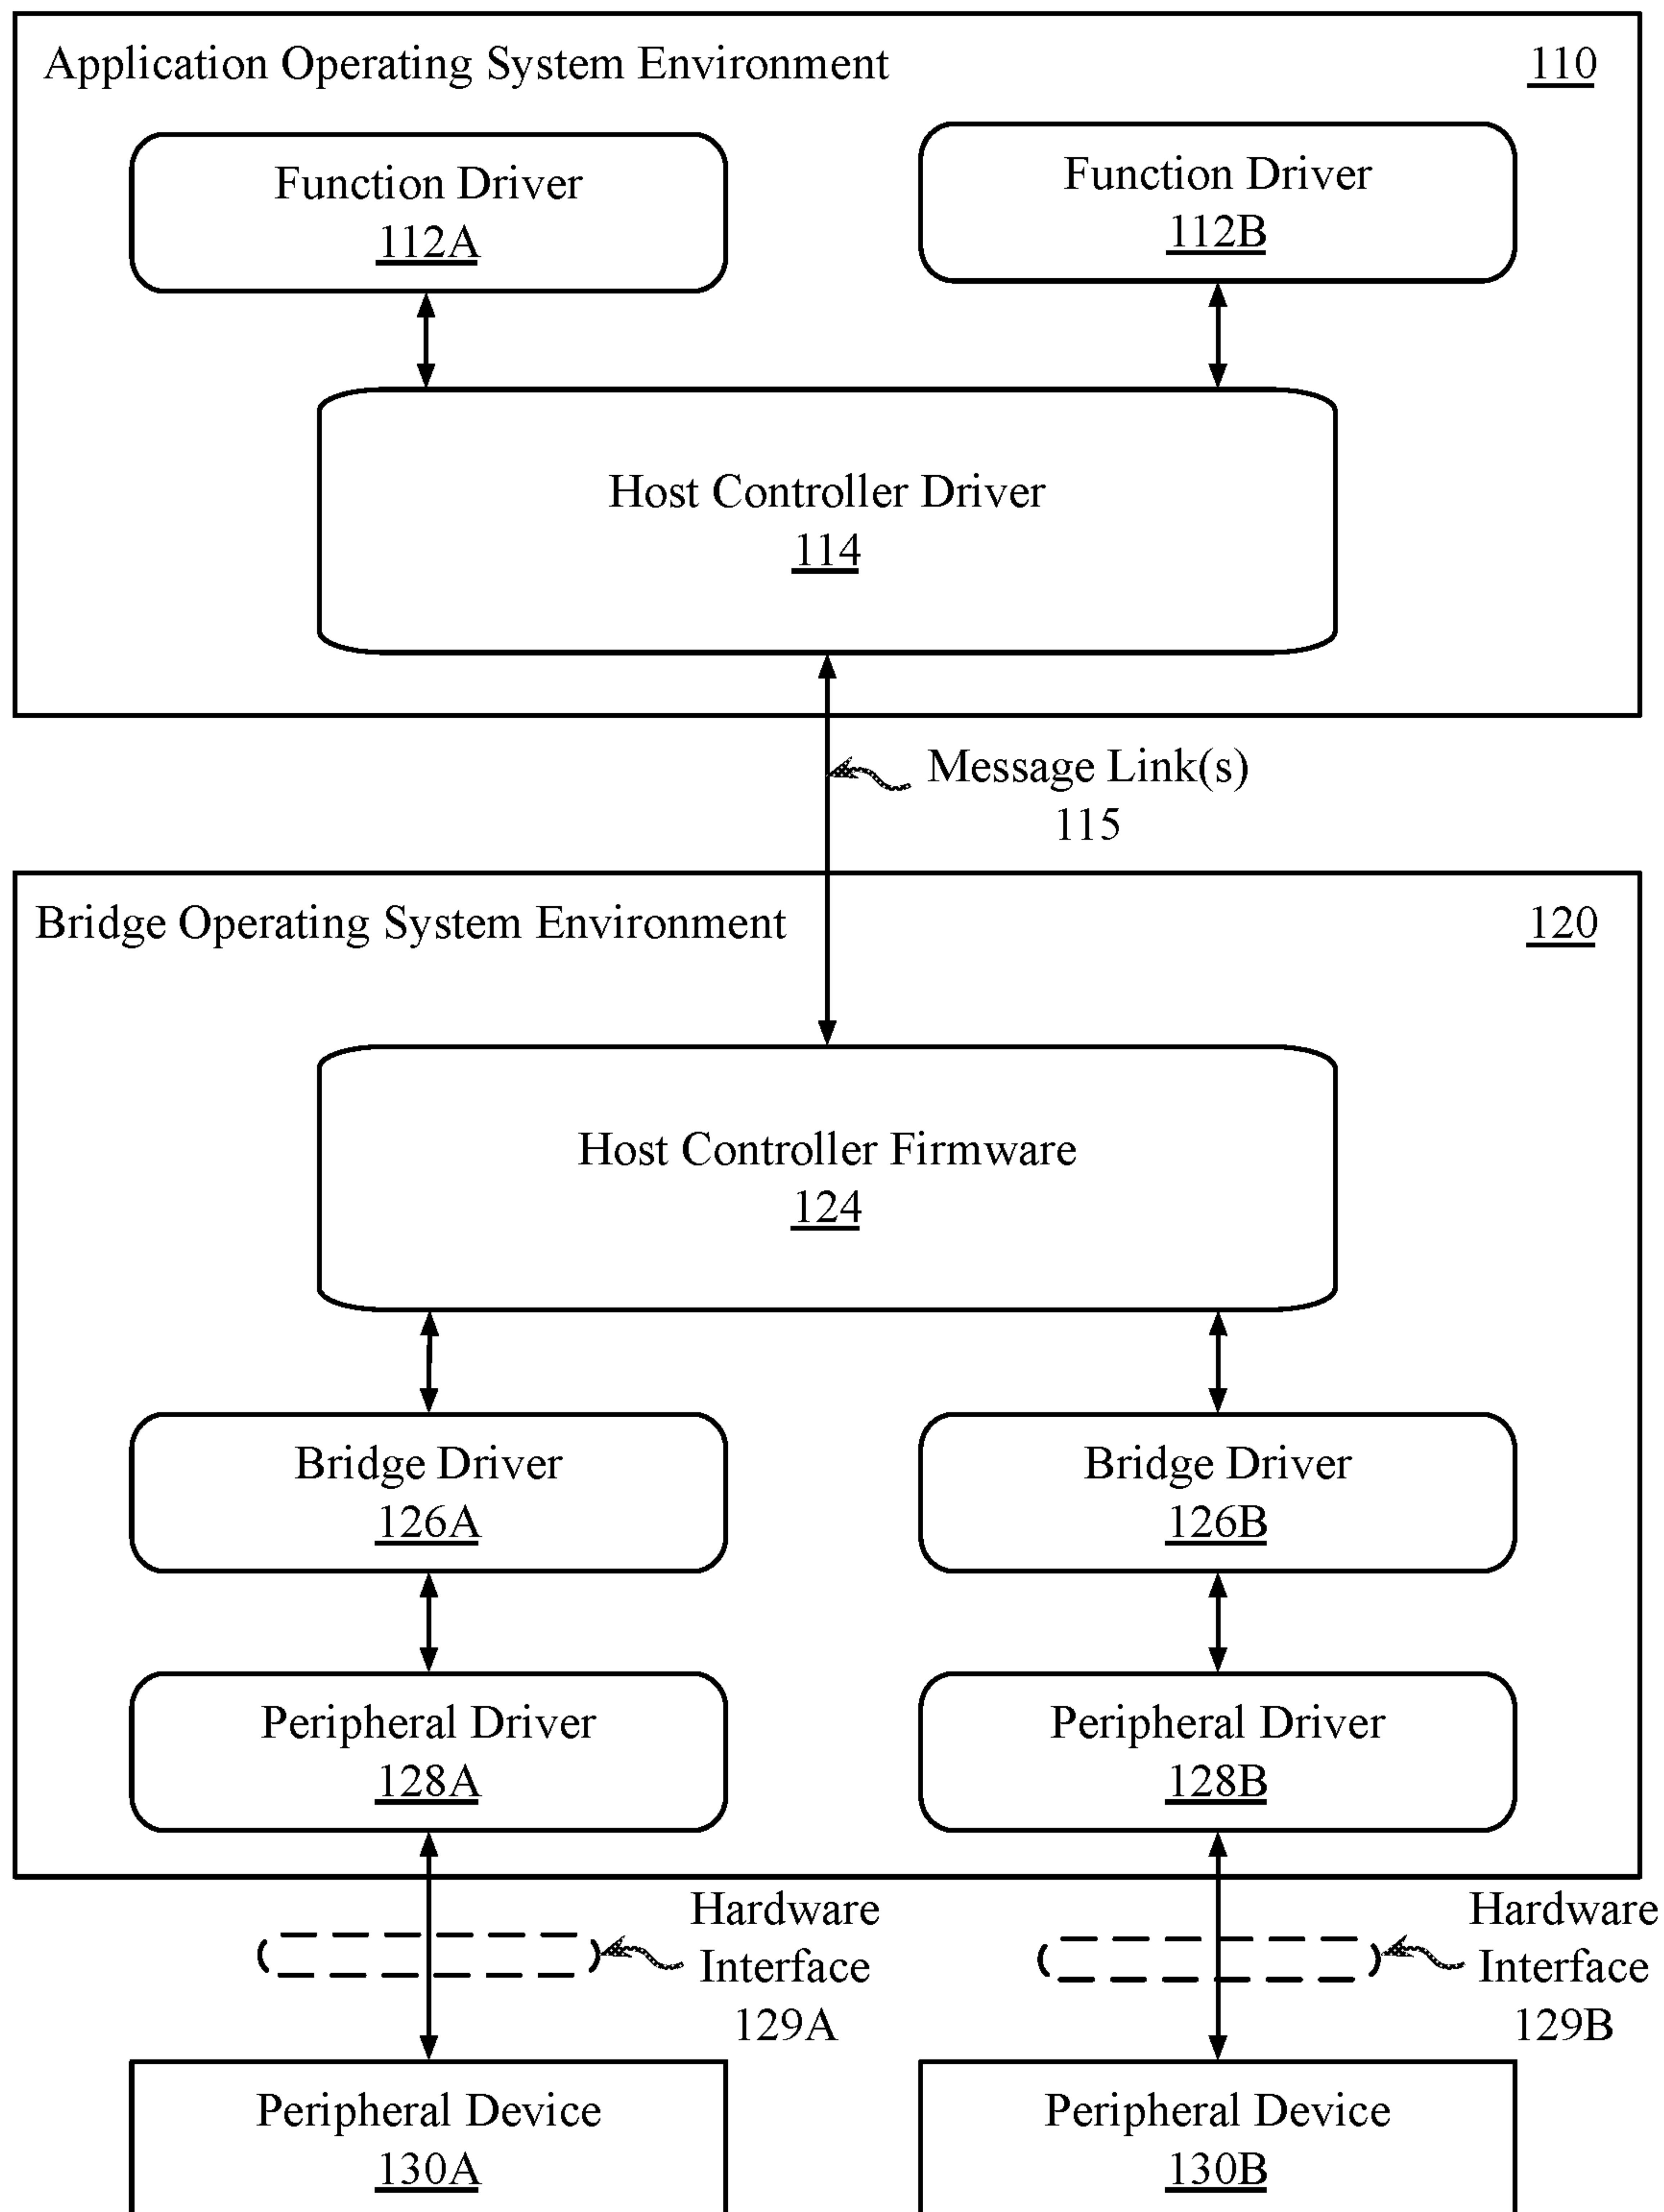 Application Operating System Environment 110
Function Driver
112A
Function Driver
112B
Host Controller Driver
114
Message Link(s)
115
Bridge Operating System Environment 120
Host Controller Firmware
124
Bridge Driver
126A
Bridge Driver
126B
Peripheral Driver
128A
Peripheral Driver
128B
Hardware
Interface
129A
Hardware
Interface
129B
Peripheral Device
130A
Peripheral Device
130B